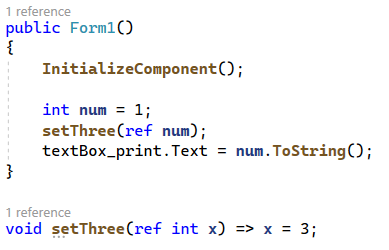 1 reference
public Form1()
{
    InitializeComponent();

    int num = 1;
    setThree(ref num);
    textBox_print.Text = num.ToString();
}

1 reference
void setThree(ref int x) => x = 3;